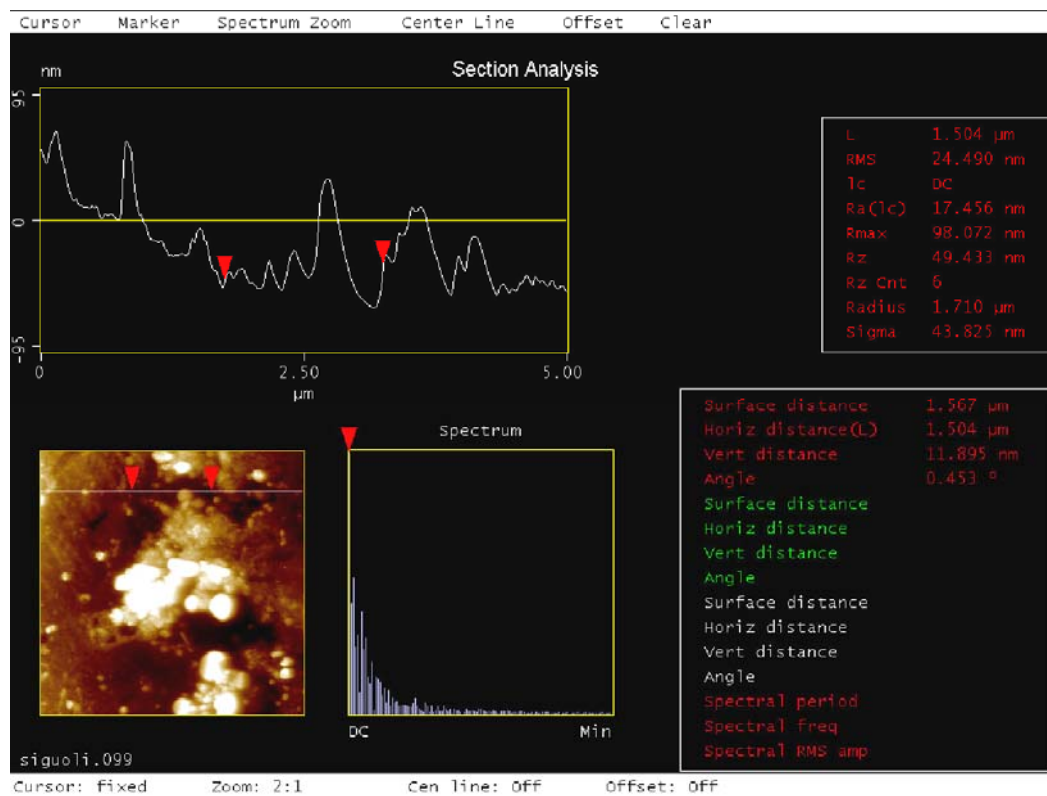 Cursor Marker Spectrum Zoom Center Line Offset Clear
Section Analysis
nm
95
0
-95
0 2.50 5.00
µm
L 1.504 µm
RMS 24.490 nm
lc DC
Ra(lc) 17.456 nm
Rmax 98.072 nm
Rz 49.433 nm
Rz Cnt 6
Radius 1.710 µm
Sigma 43.825 nm
Spectrum
DC Min
Surface distance 1.567 µm
Horiz distance(L) 1.504 µm
Vert distance 11.895 nm
Angle 0.453 °
Surface distance
Horiz distance
Vert distance
Angle
Surface distance
Horiz distance
Vert distance
Angle
Spectral period
Spectral freq
Spectral RMS amp
siguoli.099
Cursor: fixed Zoom: 2:1 Cen line: Off Offset: Off